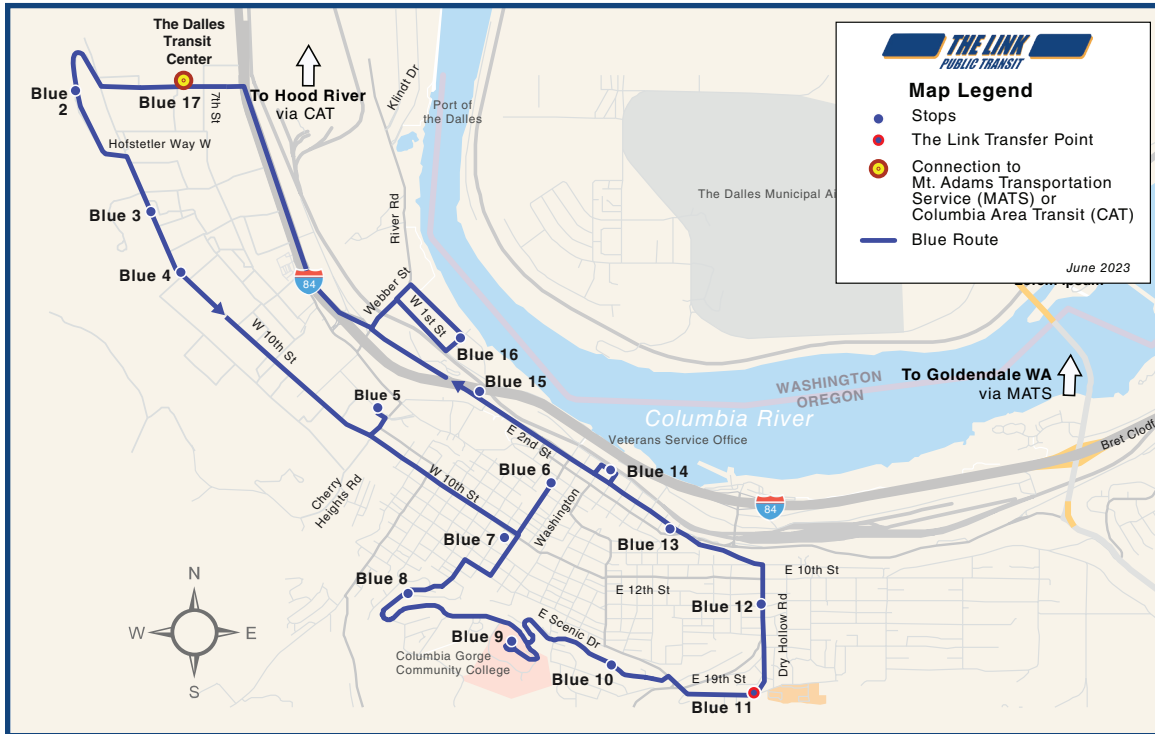 The Dalles
Transit
Center
Blue
2
Blue 17
7th St
To Hood River
via CAT
Klindt Dr
Port of
the Dalles
Hofstetler Way W
River Rd
Blue 3
Blue 4
84
Webber St
W 1st St
Blue 16
W 10th St
Blue 15
Blue 5
E 2nd St
WASHINGTON
OREGON
Columbia River
Veterans Service Office
To Goldendale WA
via MATS
Bret Clodf
Cherry
Heights Rd
W 10th St
Blue 6
Washington
Blue 14
84
Blue 7
Blue 13
E 10th St
Blue 8
E 12th St
Blue 12
Dry Hollow Rd
N
W
E
S
Blue 9
E Scenic Dr
Columbia Gorge
Community College
Blue 10
E 19th St
Blue 11
The Dalles Municipal Ai
THE LINK
PUBLIC TRANSIT
Map Legend
Stops
The Link Transfer Point
Connection to
Mt. Adams Transportation
Service (MATS) or
Columbia Area Transit (CAT)
Blue Route
June 2023